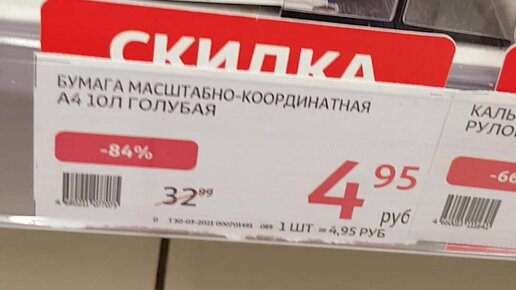 СКИДКА
БУМАГА МАСШТАБНО-КООРДИНАТНАЯ
А4 10Л ГОЛУБАЯ
-84%
32 99
4 95
руб
1 ШТ = 4,95 РУБ
КАЛЬ
РУЛО
-66